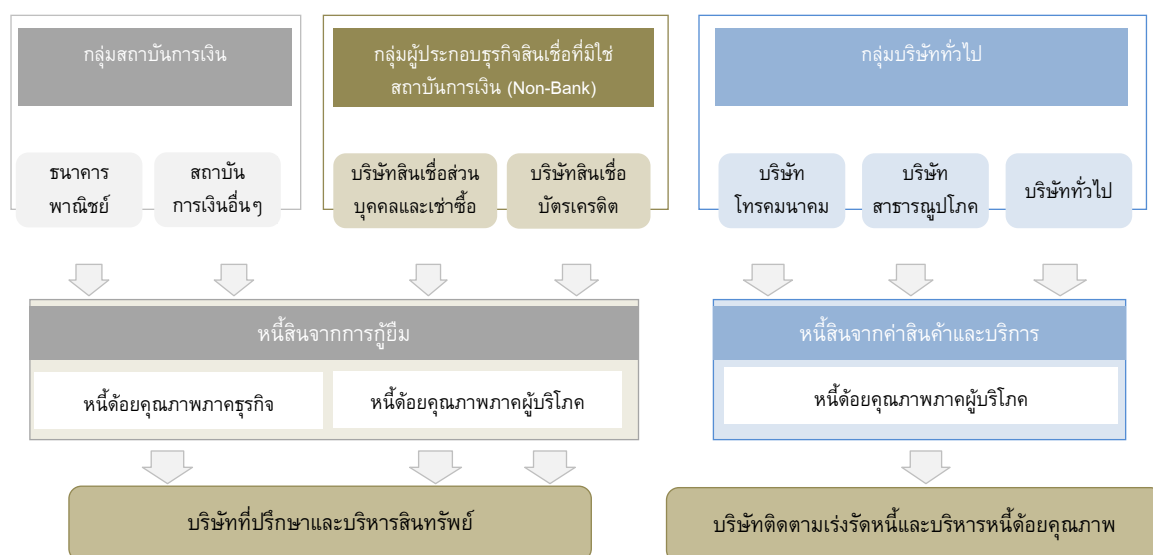 กลุ่มสถาบันการเงิน
กลุ่มผู้ประกอบธุรกิจสินเชื่อที่มิใช่
สถาบันการเงิน (Non-Bank)
กลุ่มบริษัททั่วไป
ธนาคาร
พาณิชย์
สถาบัน
การเงินอื่นๆ
บริษัทสินเชื่อส่วน
บุคคลและเช่าซื้อ
บริษัทสินเชื่อ
บัตรเครดิต
บริษัท
โทรคมนาคม
บริษัท
สาธารณูปโภค
บริษัททั่วไป
หนี้สินจากการกู้ยืม
หนี้สินจากค่าสินค้าและบริการ
หนี้ด้อยคุณภาพภาคธุรกิจ
หนี้ด้อยคุณภาพภาคผู้บริโภค
หนี้ด้อยคุณภาพภาคผู้บริโภค
บริษัทที่ปรึกษาและบริหารสินทรัพย์
บริษัทติดตามเร่งรัดหนี้และบริหารหนี้ด้อยคุณภาพ